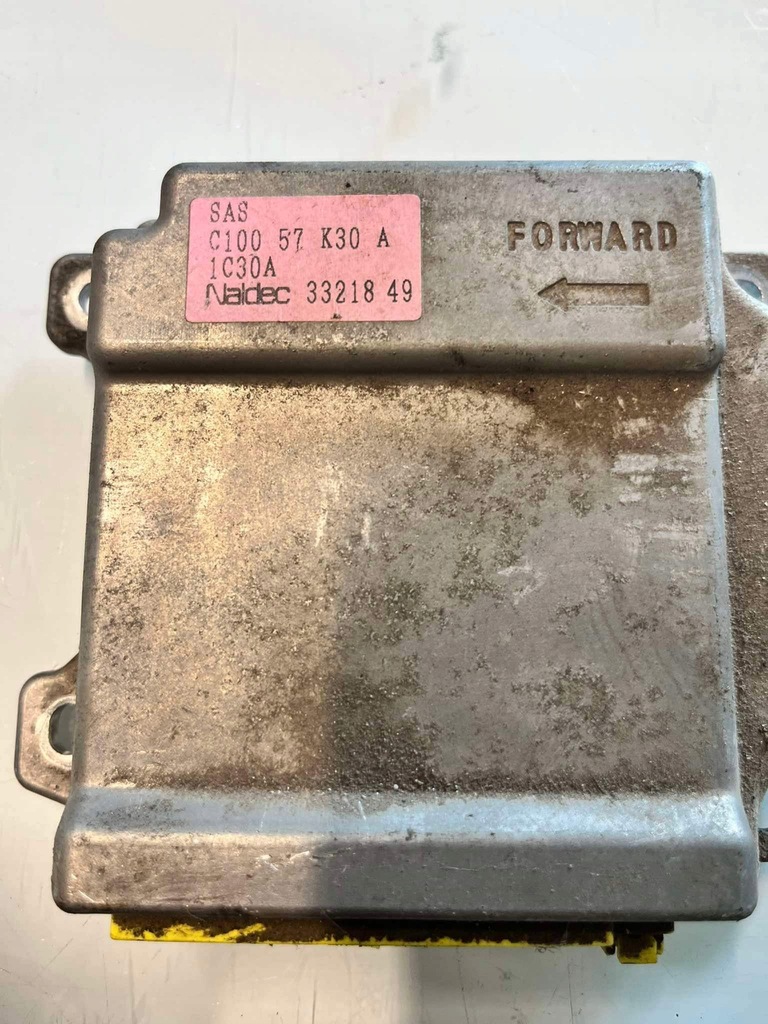 SAS
C100 57 K30 A
1C30A
Naldec 33218 49
FORWARD